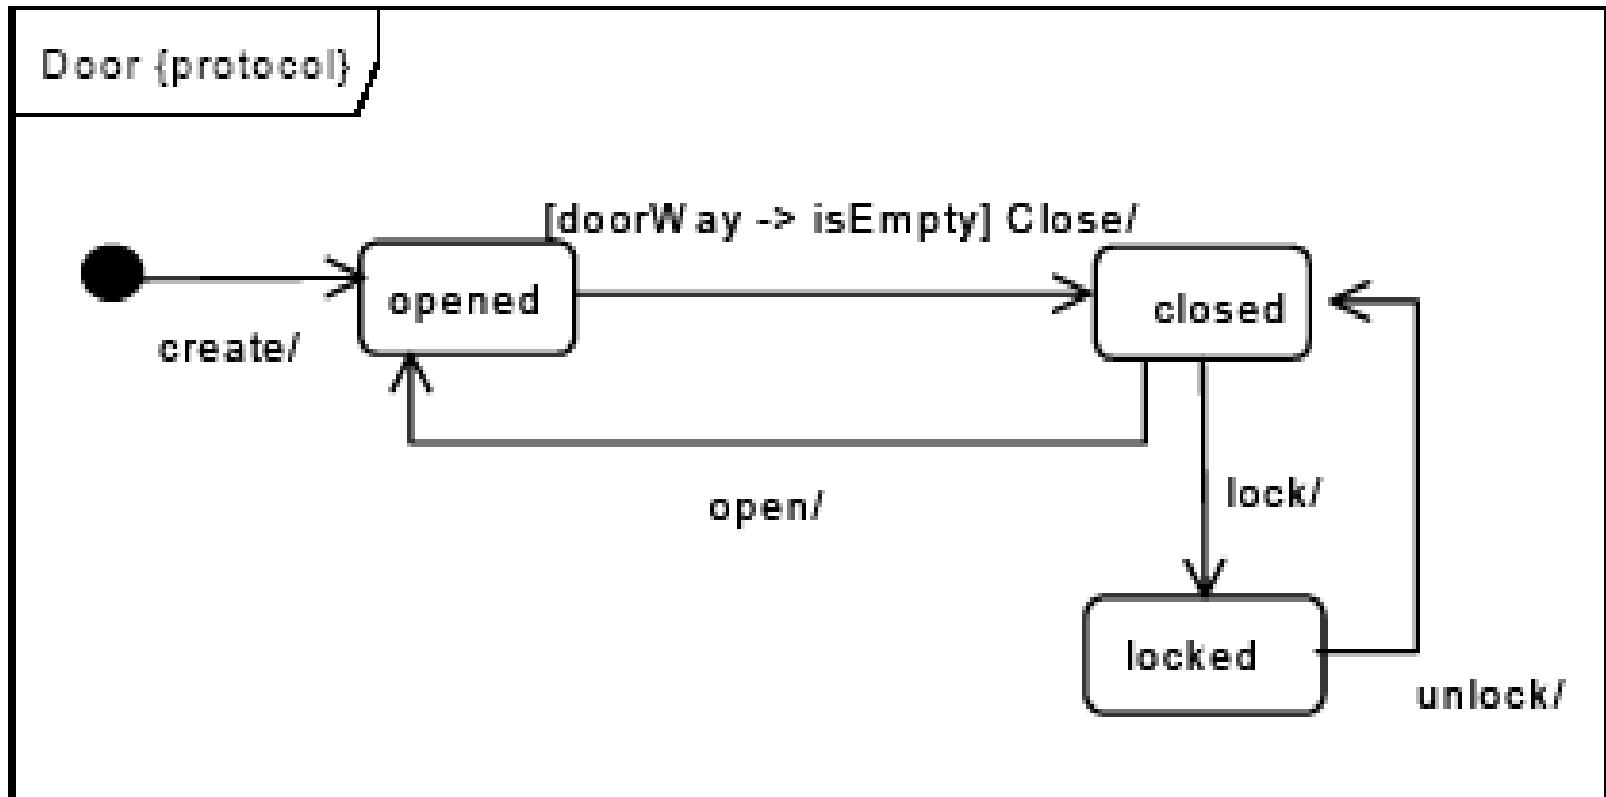 Door {protocol}
[doorWay -> isEmpty] Close/
opened
closed
create/
open/
lock/
locked
unlock/